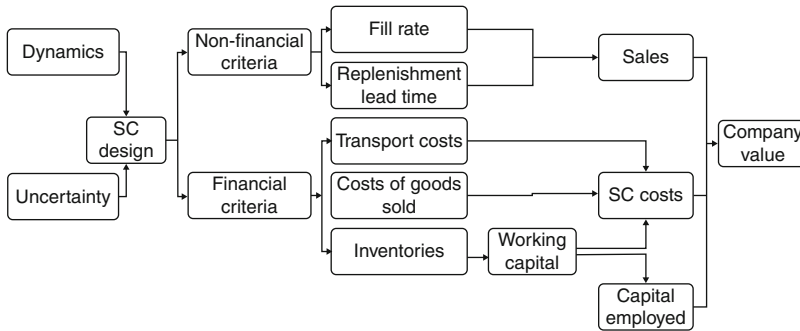 Dynamics
Uncertainty
SC
design
Non-financial
criteria
Financial
criteria
Fill rate
Replenishment
lead time
Transport costs
Costs of goods
sold
Inventories
Working
capital
Sales
SC costs
Capital
employed
Company
value